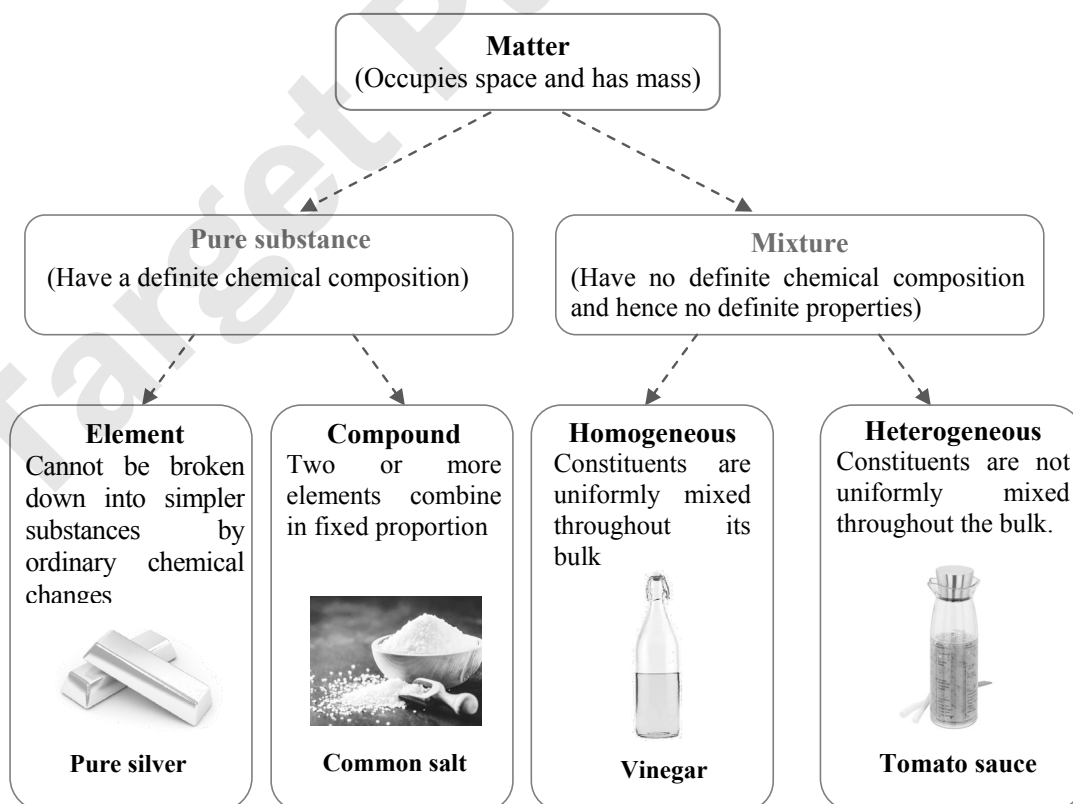 Matter
(Occupies space and has mass)
Pure substance
(Have a definite chemical composition)
Mixture
(Have no definite chemical composition
and hence no definite properties)
Element
Cannot be broken
down into simpler
substances by
ordinary chemical
changes
Pure silver
Compound
Two or more
elements combine
in fixed proportion
Common salt
Homogeneous
Constituents are
uniformly mixed
throughout its
bulk
Vinegar
Heterogeneous
Constituents are not
uniformly mixed
throughout the bulk.
Tomato sauce
Target P